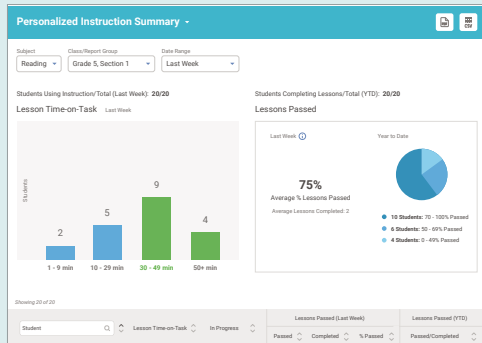 Personalized Instruction Summary
CSV
Subject
Class/Report Group
Date Range
Reading
Grade 5, Section 1
Last Week
Students Using Instruction/Total (Last Week): 20/20
Students Completing Lessons/Total (YTD): 20/20
Lesson Time-on-Task Last Week
Lessons Passed
Last Week
Year to Date
Students
2
5
9
4
1 - 9 min
10 - 29 min
30 - 49 min
50+ min
75%
Average % Lessons Passed
Average Lessons Completed: 2
10 Students: 70 - 100% Passed
6 Students: 50 - 69% Passed
4 Students: 0 - 49% Passed
Showing 20 of 20
Lessons Passed (Last Week)
Lessons Passed (YTD)
Student
Lesson Time-on-Task
In Progress
Passed
Completed
% Passed
Passed/Completed